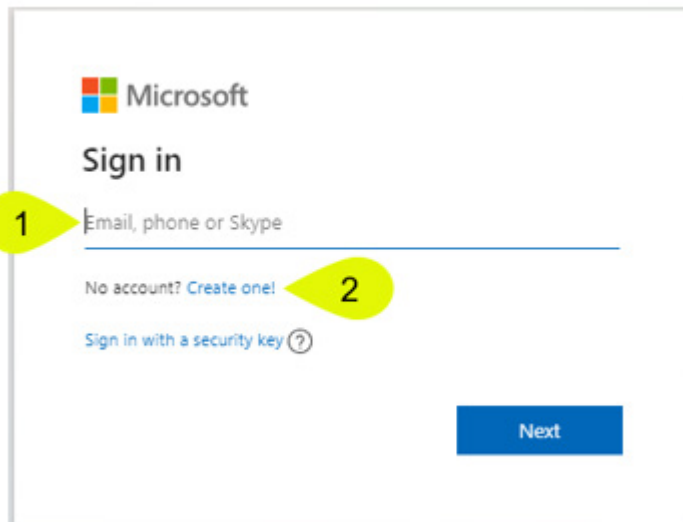 Microsoft
Sign in
1
Email, phone or Skype
No account? Create one!
2
Sign in with a security key ?
Next